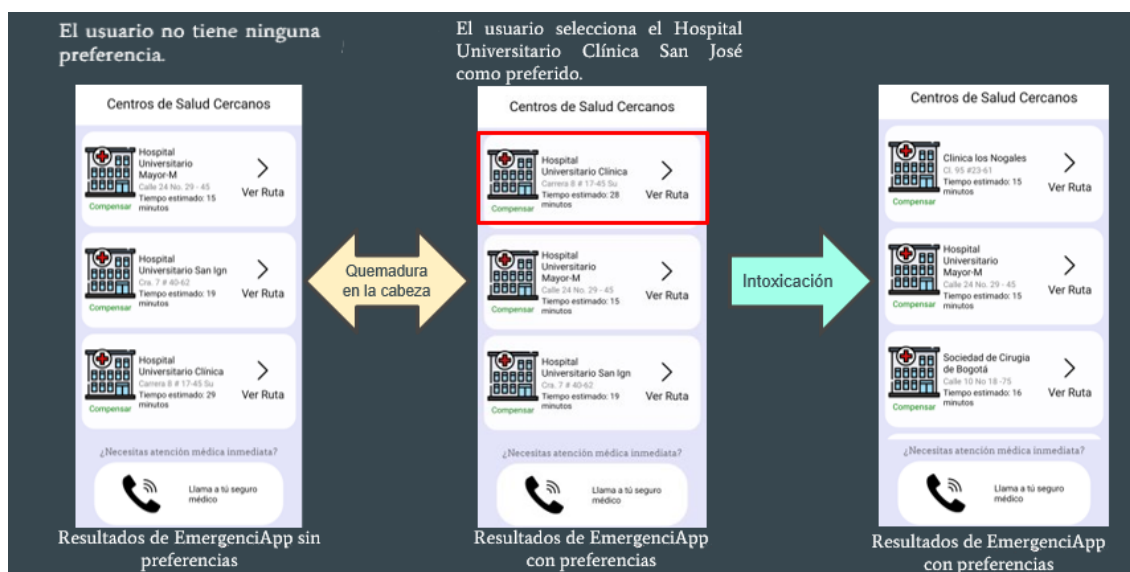 El usuario no tiene ninguna
preferencia.
El usuario selecciona el Hospital
Universitario Clínica San José
como preferido.
Centros de Salud Cercanos
Hospital
Universitario
Mayor-M
Calle 24 No. 29 - 45
Tiempo estimado: 15
minutos
Compensar
Ver Ruta
Hospital
Universitario San Ign
Cra. 7 # 40-62
Tiempo estimado: 19
minutos
Compensar
Ver Ruta
Hospital
Universitario Clínica
Carrera 8 # 17-45 Su
Tiempo estimado: 29
minutos
Compensar
Ver Ruta
¿Necesitas atención médica inmediata?
Llama a tú seguro
médico
Resultados de EmergenciApp sin
preferencias
Quemadura
en la cabeza
Centros de Salud Cercanos
Hospital
Universitario Clínica
Carrera 8 # 17-45 Su
Tiempo estimado: 28
minutos
Compensar
Ver Ruta
Hospital
Universitario
Mayor-M
Calle 24 No. 29 - 45
Tiempo estimado: 15
minutos
Compensar
Ver Ruta
Hospital
Universitario San Ign
Cra. 7 # 40-62
Tiempo estimado: 19
minutos
Compensar
Ver Ruta
¿Necesitas atención médica inmediata?
Llama a tú seguro
médico
Resultados de EmergenciApp
con preferencias
Intoxicación
Centros de Salud Cercanos
Clinica los Nogales
Cl. 95 #23-61
Tiempo estimado: 15
minutos
Compensar
Ver Ruta
Hospital
Universitario
Mayor-M
Calle 24 No. 29 - 45
Tiempo estimado: 15
minutos
Compensar
Ver Ruta
Sociedad de Cirugia
de Bogotá
Calle 10 No 18 -75
Tiempo estimado: 16
minutos
Compensar
Ver Ruta
¿Necesitas atención médica inmediata?
Llama a tú seguro
médico
Resultados de EmergenciApp
con preferencias